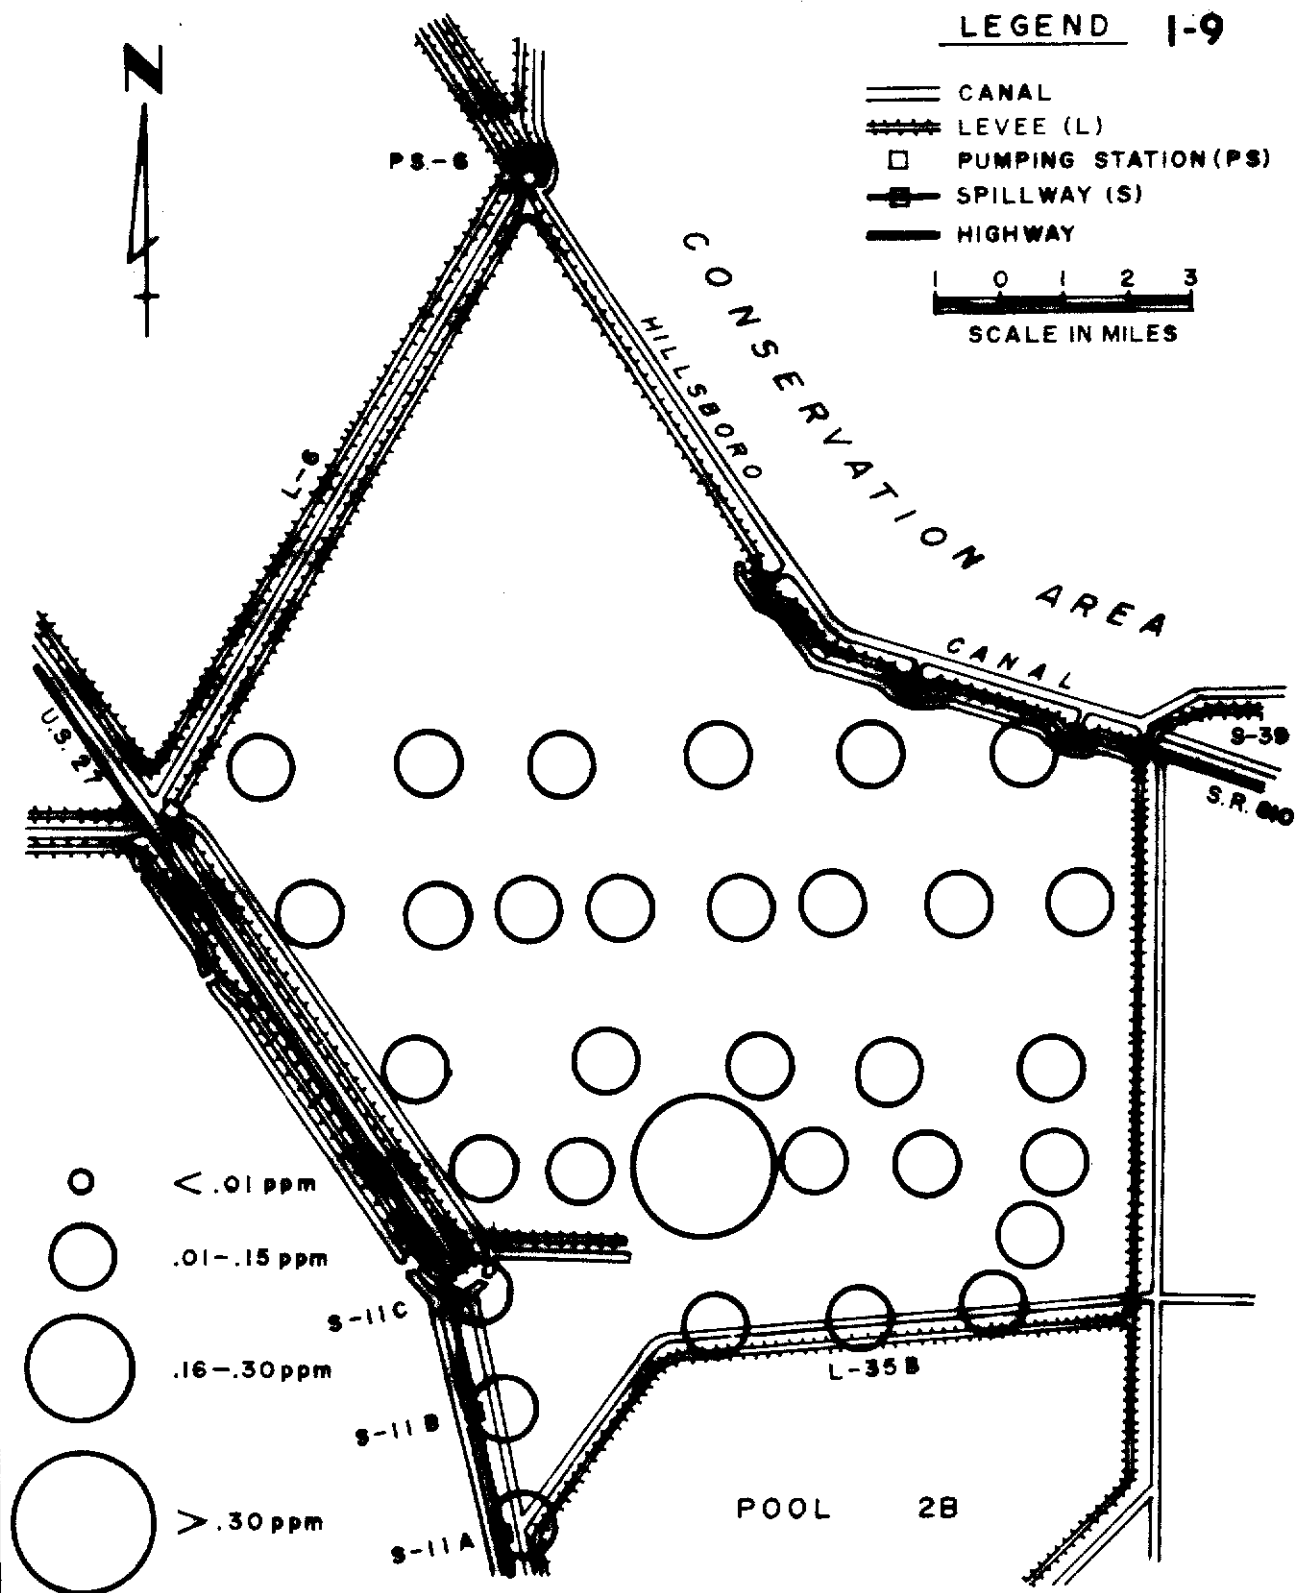 LEGEND I-9
N
CANAL
LEVEE (L)
PUMPING STATION (PS)
SPILLWAY (S)
HIGHWAY
1 0 1 2 3
SCALE IN MILES
PS-6
CONSERVATION AREA
HILLSBORO CANAL
L-6
U.S. 27
S-39
S.R. 810
< .01 ppm
.01-.15 ppm
.16-.30 ppm
> .30 ppm
S-11C
S-11B
S-11A
L-35B
POOL 2B